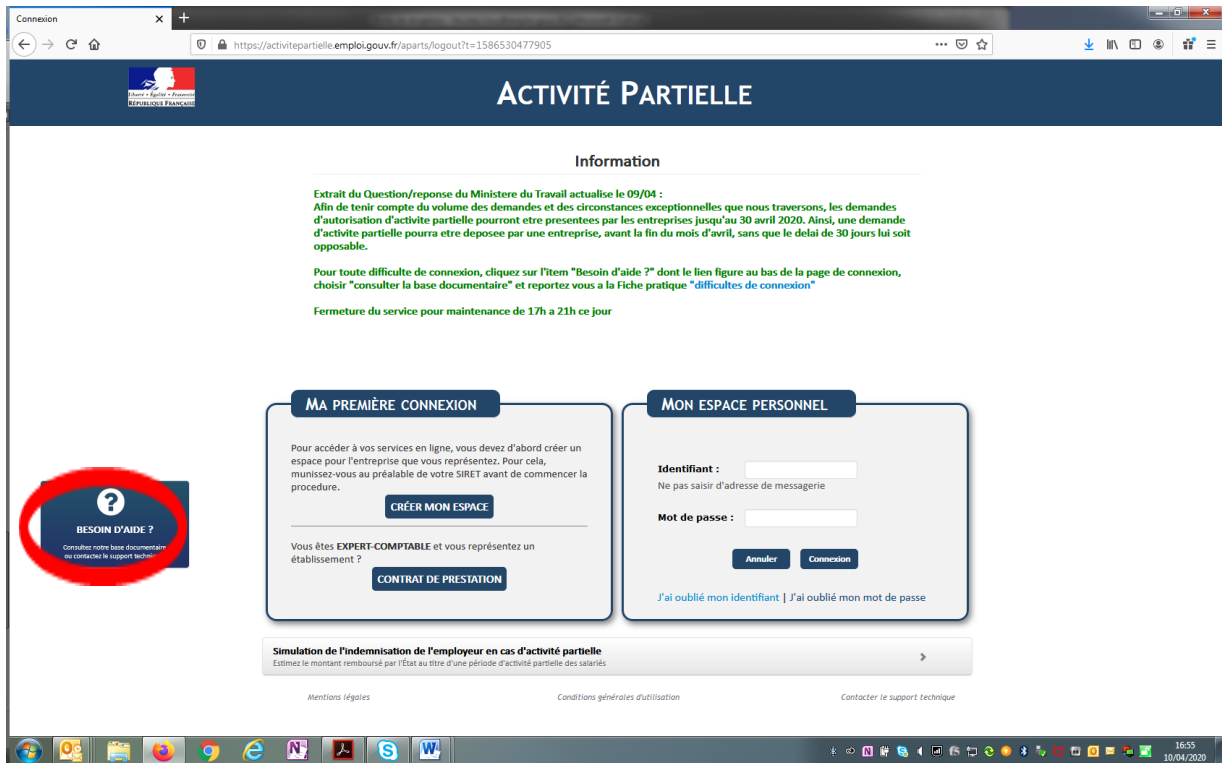 Connexion
https://activitepartielle.emploi.gouv.fr/aparts/logout?t=1586530477905
Liberté • Égalité • Fraternité
RÉPUBLIQUE FRANÇAISE
ACTIVITÉ PARTIELLE
Information
Extrait du Question/reponse du Ministere du Travail actualise le 09/04 :
Afin de tenir compte du volume des demandes et des circonstances exceptionnelles que nous traversons, les demandes
d'autorisation d'activite partielle pourront etre presentees par les entreprises jusqu'au 30 avril 2020. Ainsi, une demande
d'activite partielle pourra etre deposee par une entreprise, avant la fin du mois d'avril, sans que le delai de 30 jours lui soit
opposable.
Pour toute difficulte de connexion, cliquez sur l'item "Besoin d'aide ?" dont le lien figure au bas de la page de connexion,
choisir "consulter la base documentaire" et reportez vous a la Fiche pratique "difficultes de connexion"
Fermeture du service pour maintenance de 17h a 21h ce jour
MA PREMIÈRE CONNEXION
Pour accéder à vos services en ligne, vous devez d'abord créer un
espace pour l'entreprise que vous représentez. Pour cela,
munissez-vous au préalable de votre SIRET avant de commencer la
procedure.
CRÉER MON ESPACE
Vous êtes EXPERT-COMPTABLE et vous représentez un
établissement ?
CONTRAT DE PRESTATION
MON ESPACE PERSONNEL
Identifiant :
Ne pas saisir d'adresse de messagerie
Mot de passe :
Annuler
Connexion
J'ai oublié mon identifiant | J'ai oublié mon mot de passe
?
BESOIN D'AIDE ?
Consultez notre base documentaire
ou contactez le support technique
Simulation de l'indemnisation de l'employeur en cas d'activité partielle
Estimez le montant remboursé par l'État au titre d'une période d'activité partielle des salariés
Mentions légales
Conditions générales d'utilisation
Contacter le support technique
16:55
10/04/2020